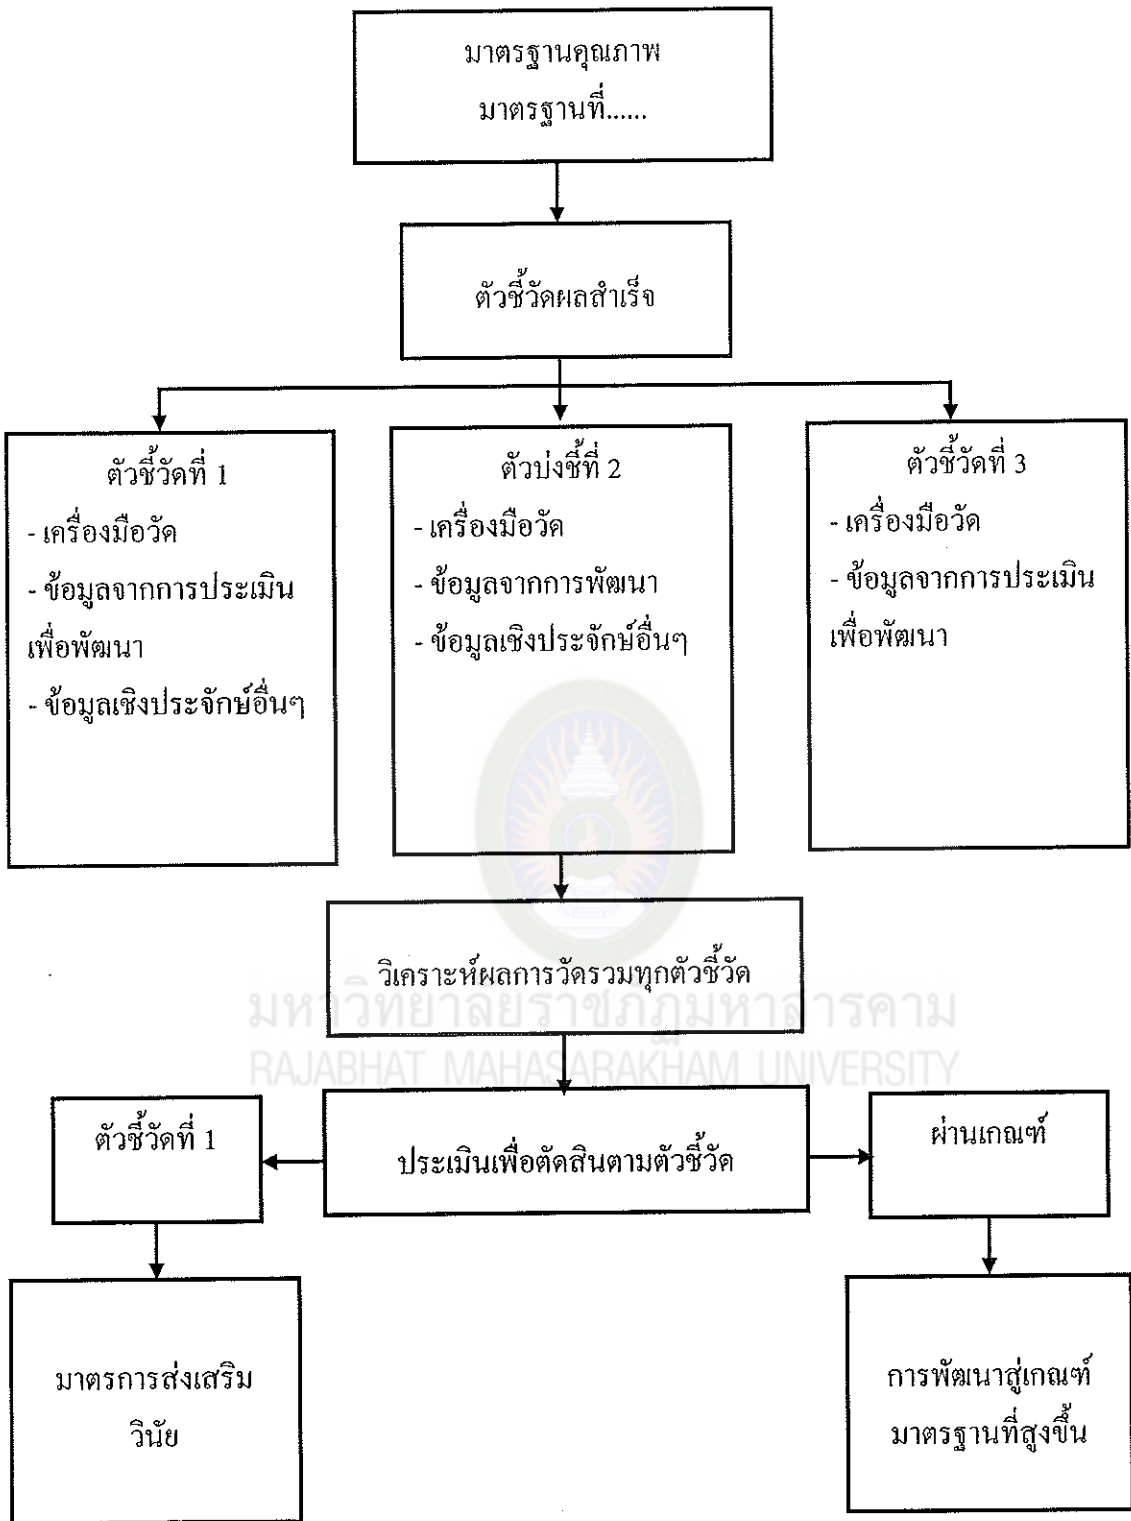 มาตรฐานคุณภาพ
มาตรฐานที่......
ตัวชี้วัดผลสำเร็จ
ตัวชี้วัดที่ 1
- เครื่องมือวัด
- ข้อมูลจากการประเมิน
เพื่อพัฒนา
- ข้อมูลเชิงประจักษ์อื่นๆ
ตัวบ่งชี้ที่ 2
- เครื่องมือวัด
- ข้อมูลจากการพัฒนา
- ข้อมูลเชิงประจักษ์อื่นๆ
ตัวชี้วัดที่ 3
- เครื่องมือวัด
- ข้อมูลจากการประเมิน
เพื่อพัฒนา
วิเคราะห์ผลการวัดรวมทุกตัวชี้วัด
มหาวิทยาลัยราชภัฏมหาสารคาม
RAJABHAT MAHASARAKHAM UNIVERSITY
ตัวชี้วัดที่ 1
ประเมินเพื่อตัดสินตามตัวชี้วัด
ผ่านเกณฑ์
มาตรการส่งเสริม
วินัย
การพัฒนาสู่เกณฑ์
มาตรฐานที่สูงขึ้น